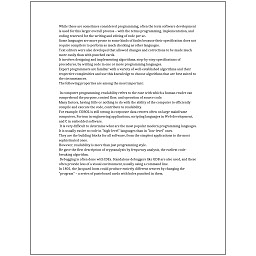 While these are sometimes considered programming, often the term software development
is used for this larger overall process – with the terms programming, implementation, and
coding reserved for the writing and editing of code per se.
Some languages are more prone to some kinds of faults because their specification does not
require compilers to perform as much checking as other languages.
Text editors were also developed that allowed changes and corrections to be made much
more easily than with punched cards.
It involves designing and implementing algorithms, step-by-step specifications of
procedures, by writing code in one or more programming languages.
Expert programmers are familiar with a variety of well-established algorithms and their
respective complexities and use this knowledge to choose algorithms that are best suited to
the circumstances.
The following properties are among the most important:

In computer programming, readability refers to the ease with which a human reader can
comprehend the purpose, control flow, and operation of source code.
Many factors, having little or nothing to do with the ability of the computer to efficiently
compile and execute the code, contribute to readability.
For example, COBOL is still strong in corporate data centers often on large mainframe
computers, Fortran in engineering applications, scripting languages in Web development,
and C in embedded software.
It is very difficult to determine what are the most popular modern programming languages.
It is usually easier to code in "high-level" languages than in "low-level" ones.
They are the building blocks for all software, from the simplest applications to the most
sophisticated ones.
However, readability is more than just programming style.
He gave the first description of cryptanalysis by frequency analysis, the earliest code-
breaking algorithm.
Debugging is often done with IDEs. Standalone debuggers like GDB are also used, and these
often provide less of a visual environment, usually using a command line.
In 1801, the Jacquard loom could produce entirely different weaves by changing the
"program" – a series of pasteboard cards with holes punched in them.